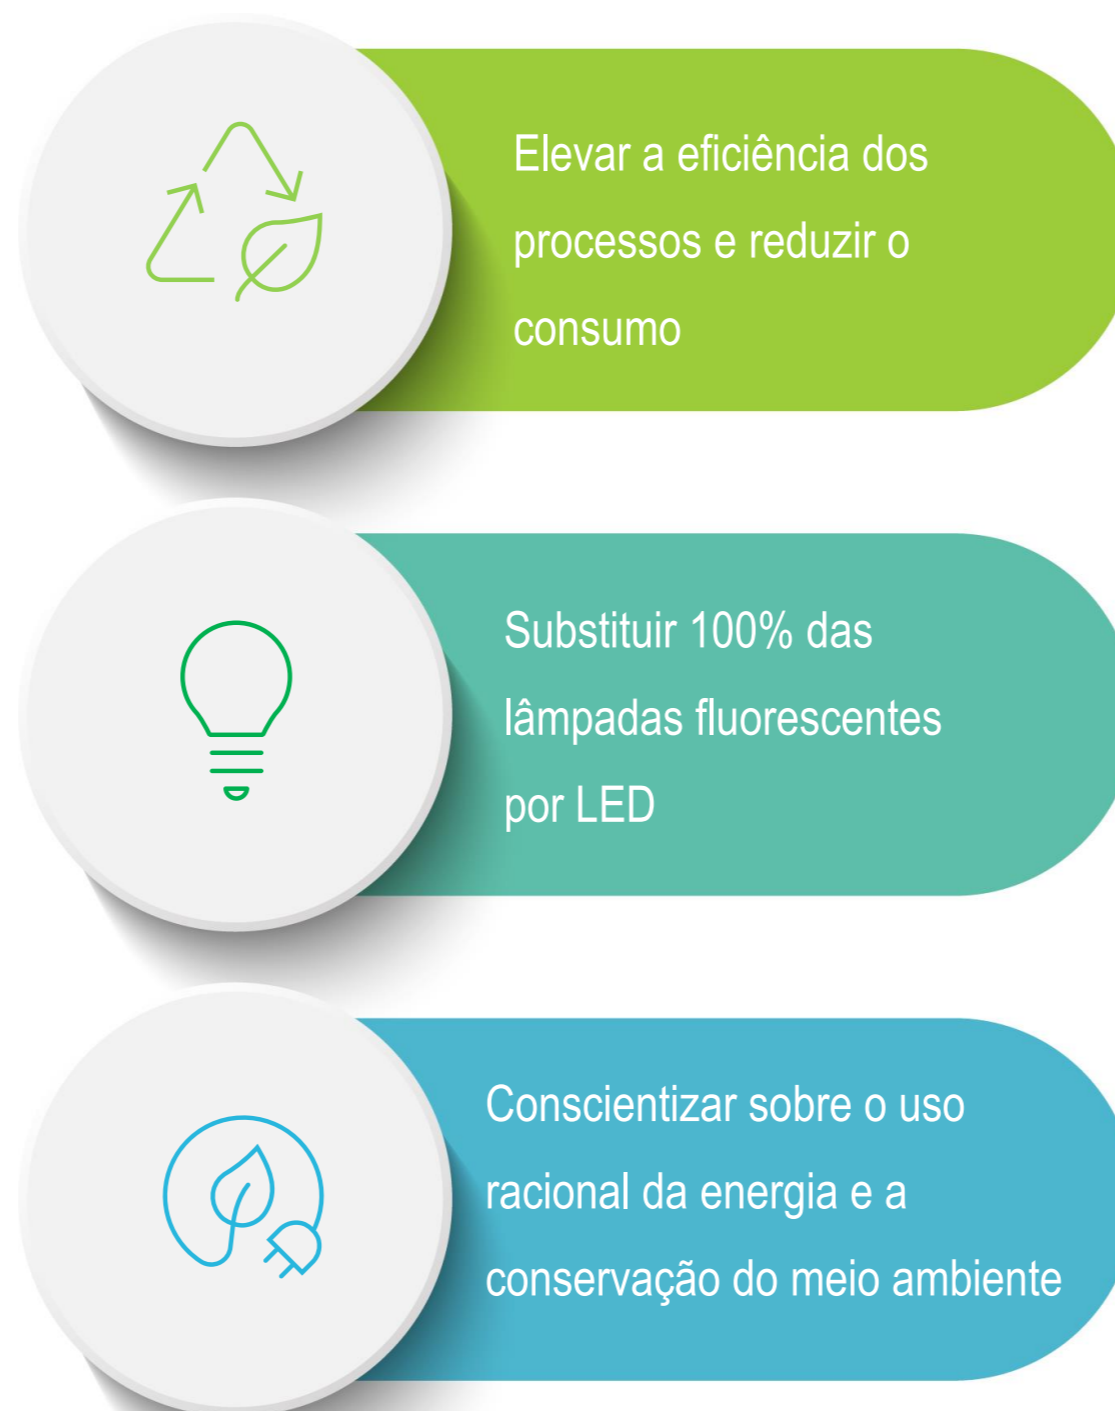 Elevar a eficiência dos
processos e reduzir o
consumo
Substituir 100% das
lâmpadas fluorescentes
por LED
Conscientizar sobre o uso
racional da energia e a
conservação do meio ambiente